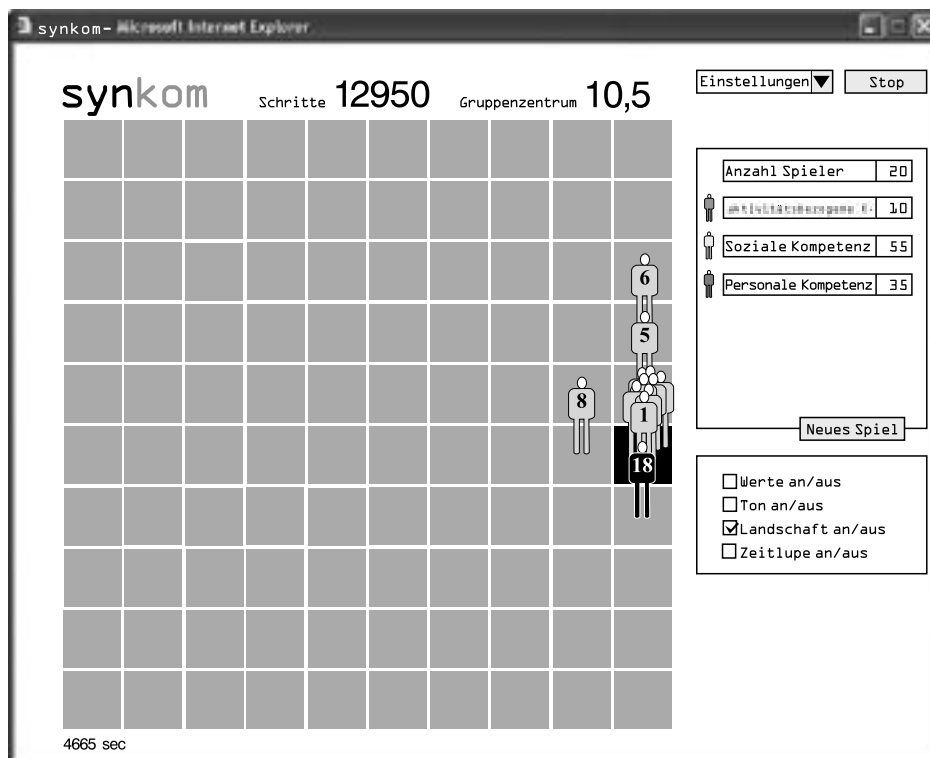 synkom - Microsoft Internet Explorer
synkom Schritte 12950 Gruppenzentrum 10,5
Einstellungen Stop
Anzahl Spieler 20
10
Soziale Kompetenz 55
Personale Kompetenz 35
Neues Spiel
Werte an/aus
Ton an/aus
Landschaft an/aus
Zeitlupe an/aus
6
5
8
1
18
4665 sec